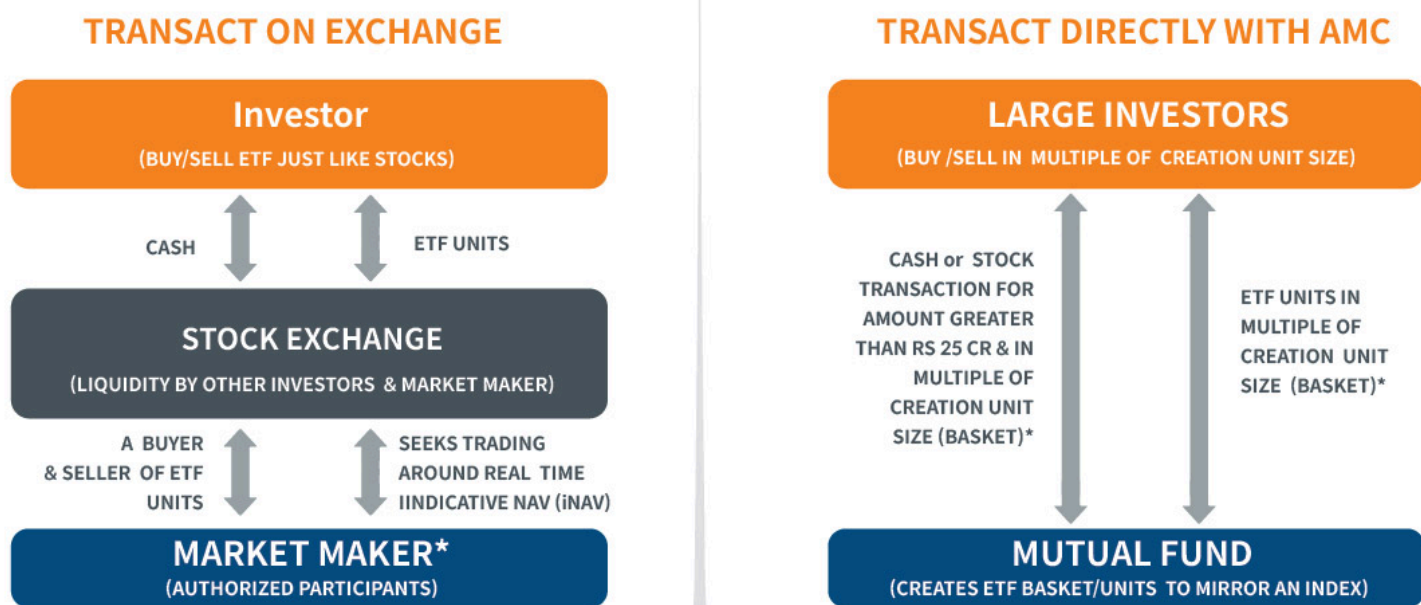 TRANSACT ON EXCHANGE
Investor
(BUY/SELL ETF JUST LIKE STOCKS)
CASH
ETF UNITS
STOCK EXCHANGE
(LIQUIDITY BY OTHER INVESTORS & MARKET MAKER)
A BUYER
& SELLER OF ETF
UNITS
SEEKS TRADING
AROUND REAL TIME
IINDICATIVE NAV (iNAV)
MARKET MAKER*
(AUTHORIZED PARTICIPANTS)
TRANSACT DIRECTLY WITH AMC
LARGE INVESTORS
(BUY /SELL IN MULTIPLE OF CREATION UNIT SIZE)
CASH or STOCK
TRANSACTION FOR
AMOUNT GREATER
THAN RS 25 CR & IN
MULTIPLE OF
CREATION UNIT
SIZE (BASKET)*
ETF UNITS IN
MULTIPLE OF
CREATION UNIT
SIZE (BASKET)*
MUTUAL FUND
(CREATES ETF BASKET/UNITS TO MIRROR AN INDEX)